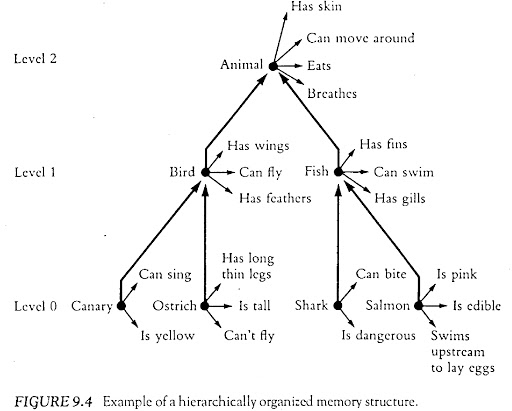 Has skin
Can move around
Level 2
Animal
Eats
Breathes
Has wings
Has fins
Level 1
Bird
Can fly
Fish
Can swim
Has feathers
Has gills
Has long
thin legs
Can sing
Can bite
Is pink
Level 0
Canary
Ostrich
Is tall
Shark
Salmon
Is edible
Is yellow
Can't fly
Is dangerous
Swims
upstream
to lay eggs
FIGURE 9.4 Example of a hierarchically organized memory structure.